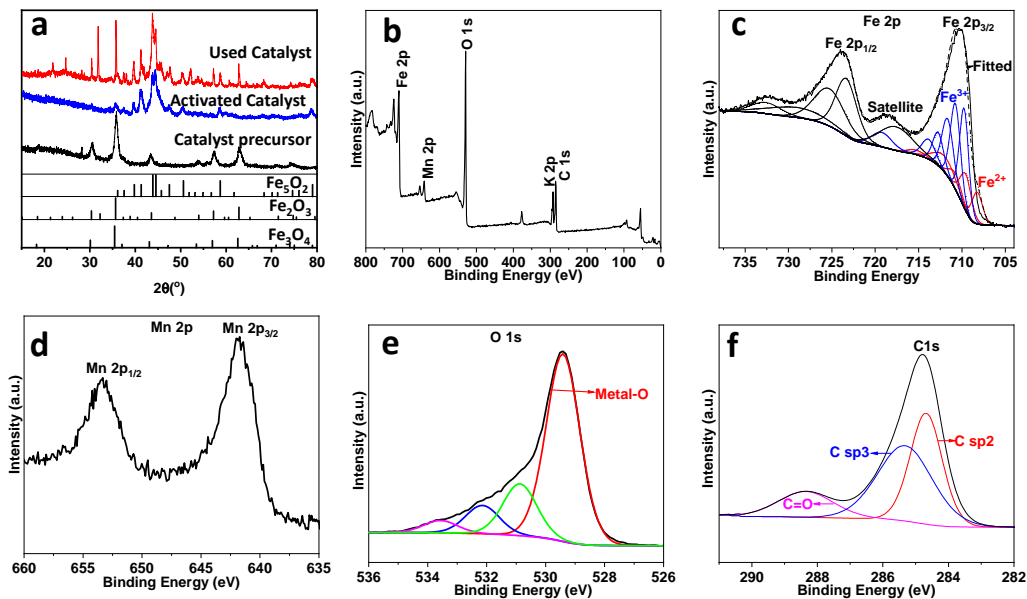 a
Used Catalyst
Activated Catalyst
Catalyst precursor
Fe5O2
Fe2O3
Fe3O4
20 30 40 50 60 70 80
2θ(°)
b
O 1s
Fe 2p
Mn 2p
K 2p
C 1s
Intensity (a.u.)
800 700 600 500 400 300 200 100 0
Binding Energy (eV)
c
Fe 2p
Fe 2p3/2
Fe 2p1/2
Fitted
Satellite
Fe3+
Fe2+
Intensity (a.u.)
735 730 725 720 715 710 705
Binding Energy (eV)
d
Mn 2p
Mn 2p3/2
Mn 2p1/2
Intensity (a.u.)
660 655 650 645 640 635
Binding Energy (eV)
e
O 1s
Metal-O
Intensity (a.u.)
536 534 532 530 528 526
Binding Energy (eV)
f
C1s
C sp3
C sp2
C=O
Intensity (a.u.)
290 288 286 284 282
Binding Energy (eV)